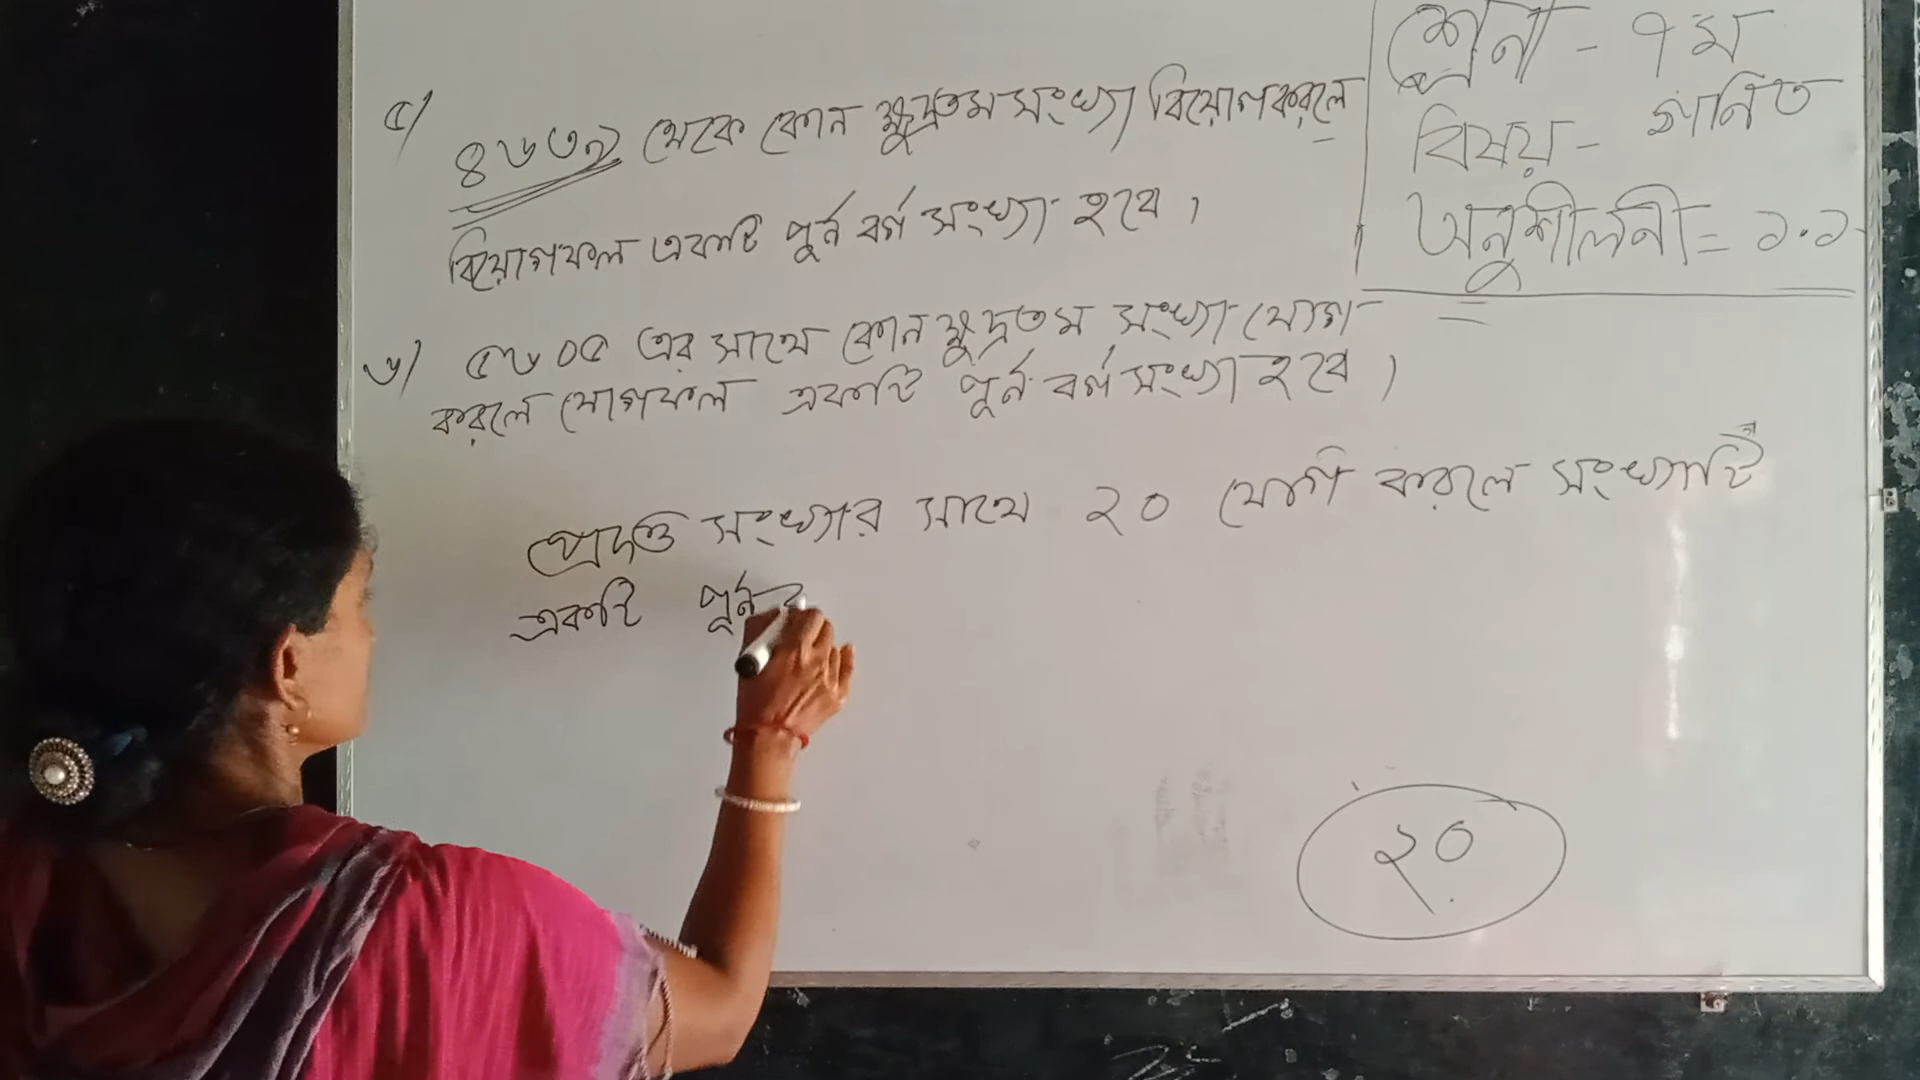 শ্রেনী - ৭ম
বিষয় - গনিত
অনুশীলনী = ১.১
৫/ ৪৬৩৯ থেকে কোন ক্ষুদ্রতম সংখ্যা বিয়োগ করলে
বিয়োগফল একটি পূর্ন বর্গ সংখ্যা হবে।
৬/ ৫৬০৫ এর সাথে কোন ক্ষুদ্রতম সংখ্যা যোগ
করলে যোগফল একটি পূর্ন বর্গ সংখ্যা হবে।
প্রদত্ত সংখ্যার সাথে ২০ যোগ করলে সংখ্যাটি
একটি পূর্ন ব
২০